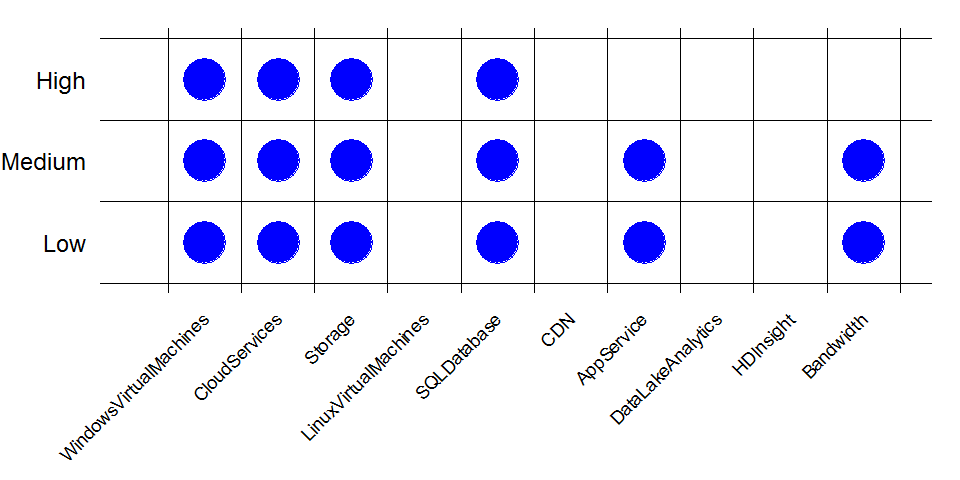 High
Medium
Low
WindowsVirtualMachines
CloudServices
Storage
LinuxVirtualMachines
SQLDatabase
CDN
AppService
DataLakeAnalytics
HDInsight
Bandwidth